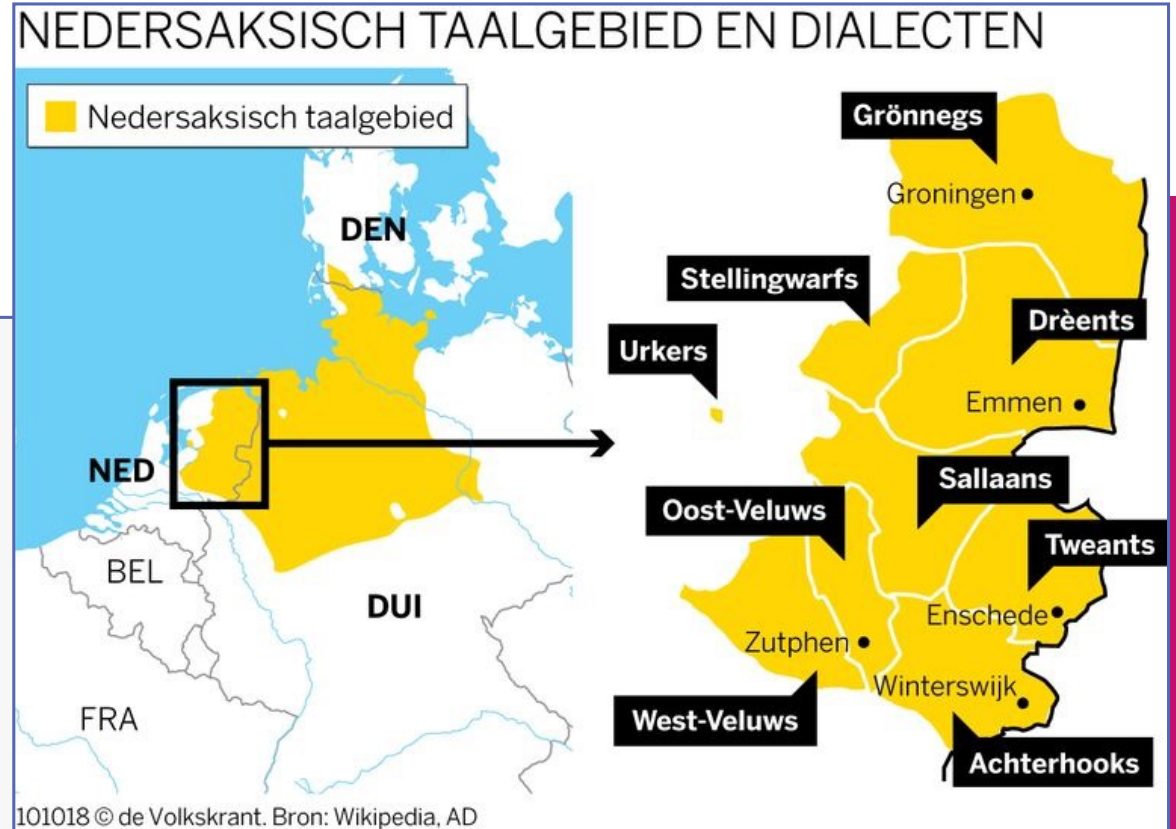 NEDERSAKSISCH TAALGEBIED EN DIALECTEN
Nedersaksisch taalgebied
DEN
NED
BEL
DUI
FRA
Grönnegs
Groningen
Stellingwarfs
Drèents
Urkers
Emmen
Sallaans
Oost-Veluws
Tweants
Enschede
Zutphen
Winterswijk
West-Veluws
Achterhooks
101018 © de Volkskrant. Bron: Wikipedia, AD